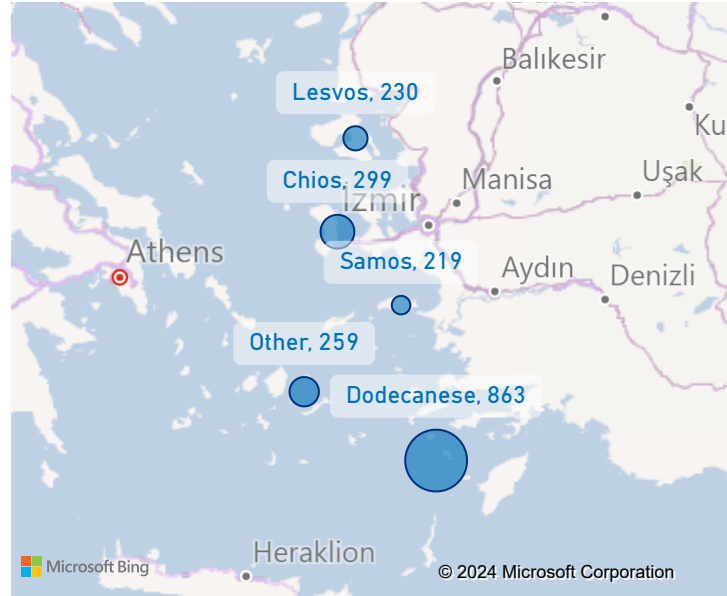 Balıkesir
Lesvos, 230
Ku
Chios, 299
Uşak
Manisa
Izmir
Athens
Samos, 219
Aydın
Denizli
Other, 259
Dodecanese, 863
Heraklion
Microsoft Bing
© 2024 Microsoft Corporation